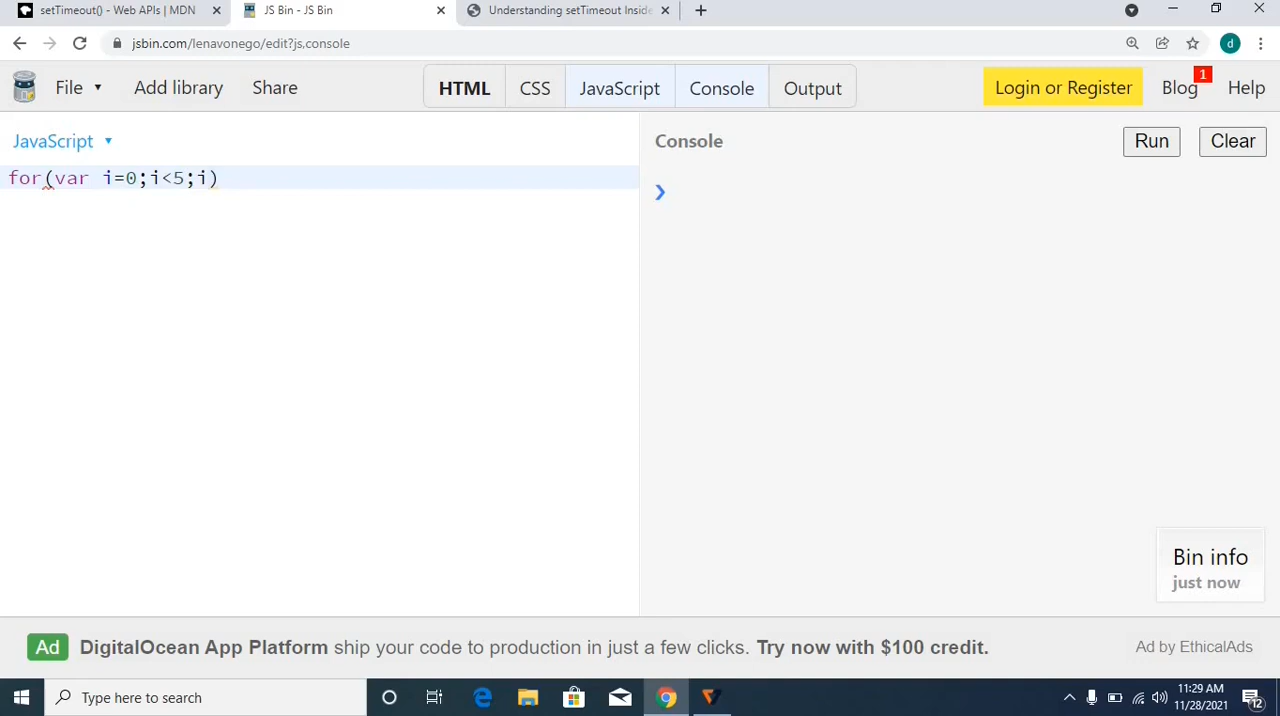 setTimeout() - Web APIs | MDN
JS Bin - JS Bin
Understanding setTimeout Inside
jsbin.com/lenavonego/edit?js,console
d
File
Add library
Share
HTML
CSS
JavaScript
Console
Output
Login or Register
Blog
1
Help
JavaScript
for(var i=0;i<5;i)
Console
Run
Clear
Bin info
just now
Ad DigitalOcean App Platform ship your code to production in just a few clicks. Try now with $100 credit.
Ad by EthicalAds
Type here to search
11:29 AM
11/28/2021
12